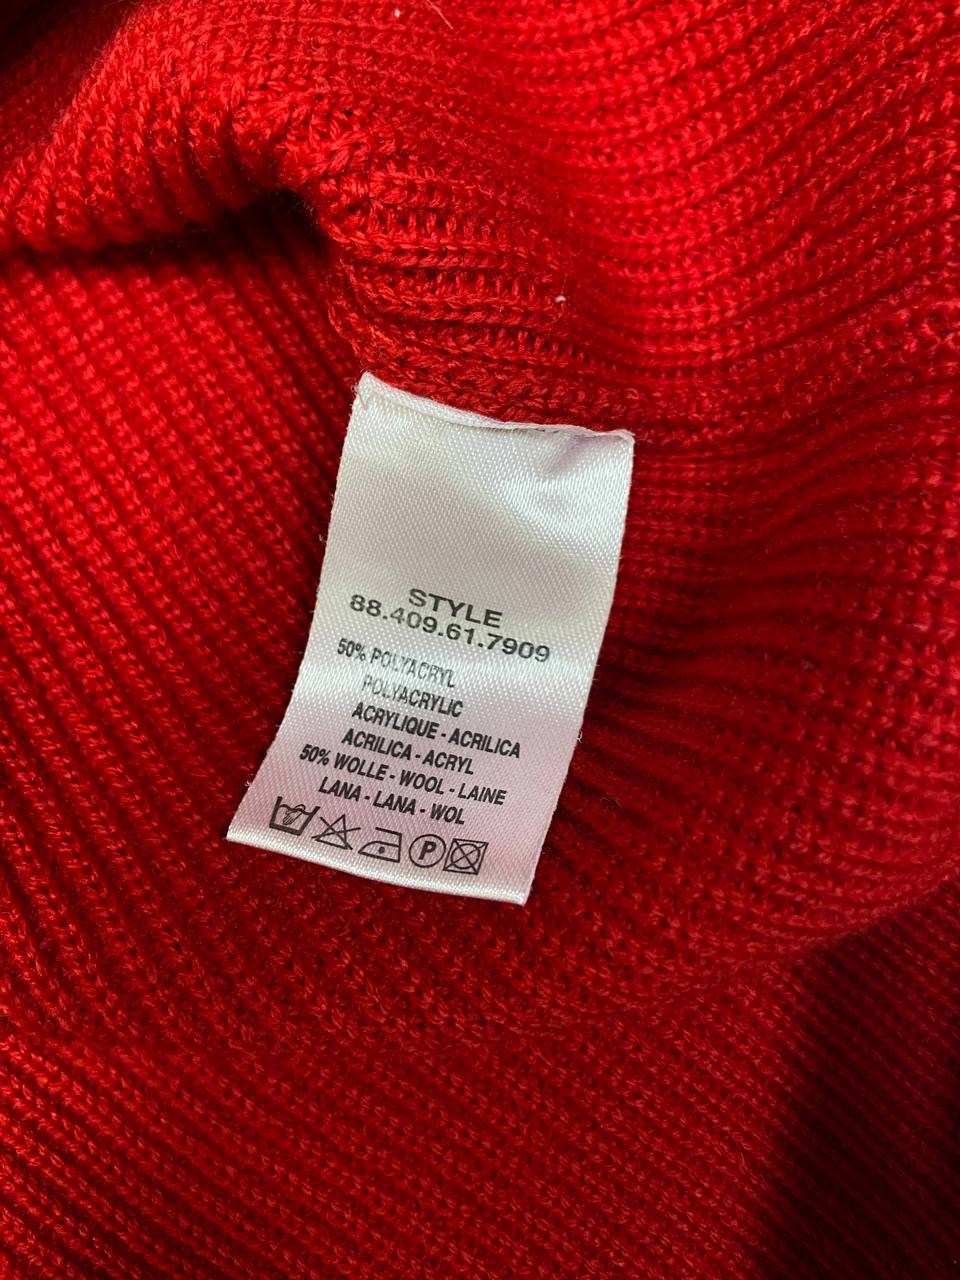 STYLE
88.409.61.7909
50% POLYACRYL
POLYACRYLIC
ACRYLIQUE - ACRILICA
ACRILICA - ACRYL
50% WOLLE - WOOL - LAINE
LANA - LANA - WOL
P